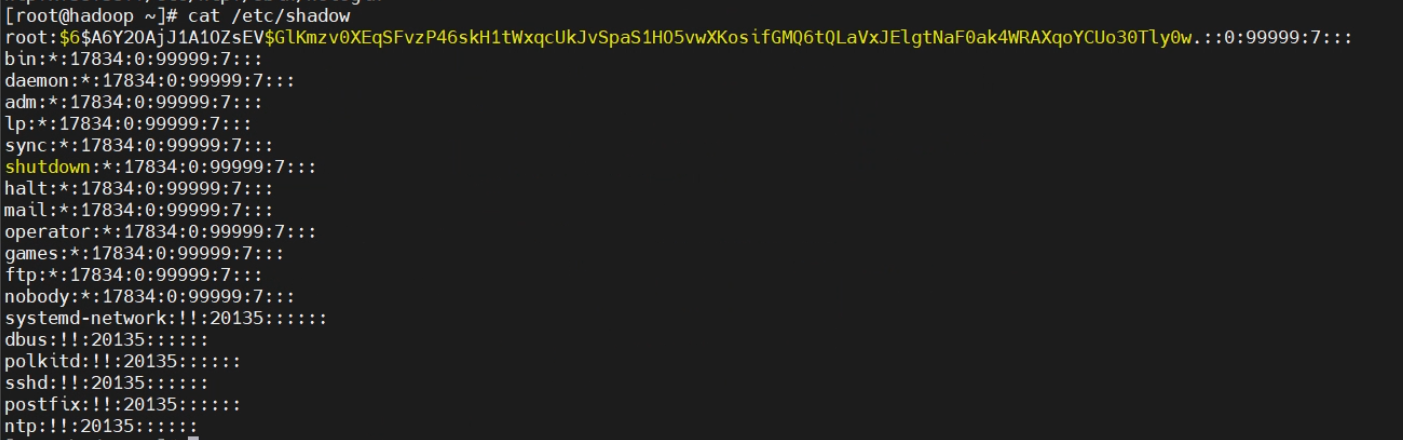 [root@hadoop ~]# cat /etc/shadow
root:$6$A6Y2OAjJ1A1OZsEV$GlKmzv0XEqSFvzP46skH1tWxqcUkJvSpaS1HO5vwXKosifGMQ6tQLaVxJElgtNaF0ak4WRAXqoYCUo30Tly0w.::0:99999:7:::
bin:*:17834:0:99999:7:::
daemon:*:17834:0:99999:7:::
adm:*:17834:0:99999:7:::
lp:*:17834:0:99999:7:::
sync:*:17834:0:99999:7:::
shutdown:*:17834:0:99999:7:::
halt:*:17834:0:99999:7:::
mail:*:17834:0:99999:7:::
operator:*:17834:0:99999:7:::
games:*:17834:0:99999:7:::
ftp:*:17834:0:99999:7:::
nobody:*:17834:0:99999:7:::
systemd-network:!!:20135::::::
dbus:!!:20135::::::
polkitd:!!:20135::::::
sshd:!!:20135::::::
postfix:!!:20135::::::
ntp:!!:20135::::::